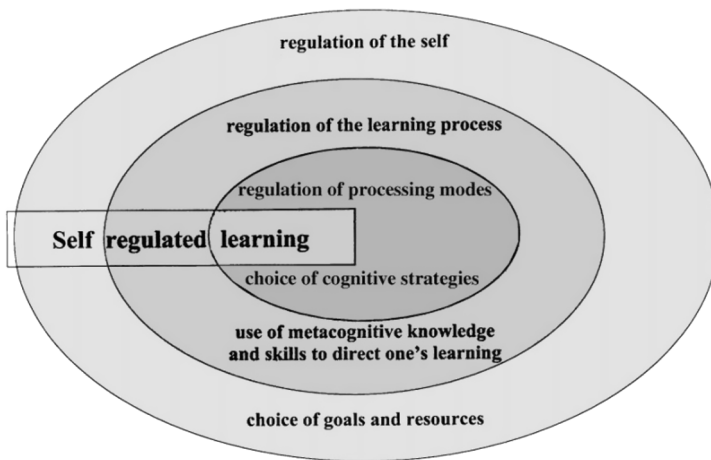 regulation of the self
regulation of the learning process
regulation of processing modes
Self regulated learning
choice of cognitive strategies
use of metacognitive knowledge
and skills to direct one's learning
choice of goals and resources